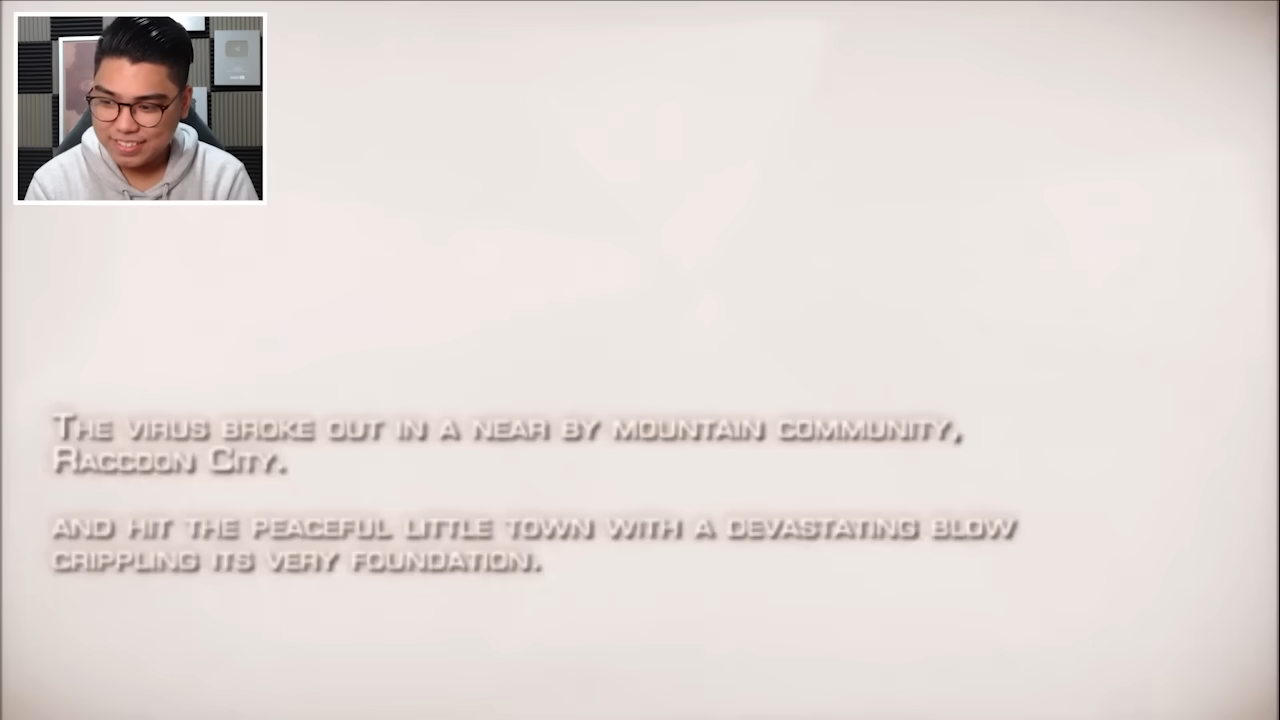 The virus broke out in a near by mountain community,
Raccoon City.
and hit the peaceful little town with a devastating blow
crippling its very foundation.